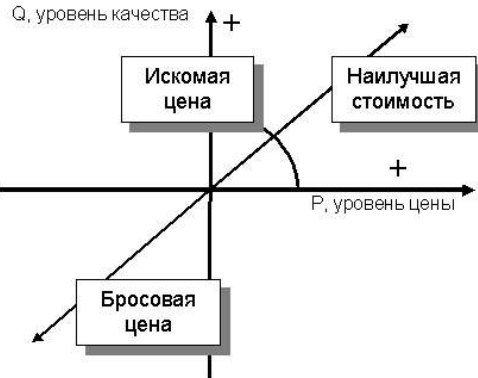 Q, уровень качества
+
Искомая
цена
Наилучшая
стоимость
+
P, уровень цены
Бросовая
цена